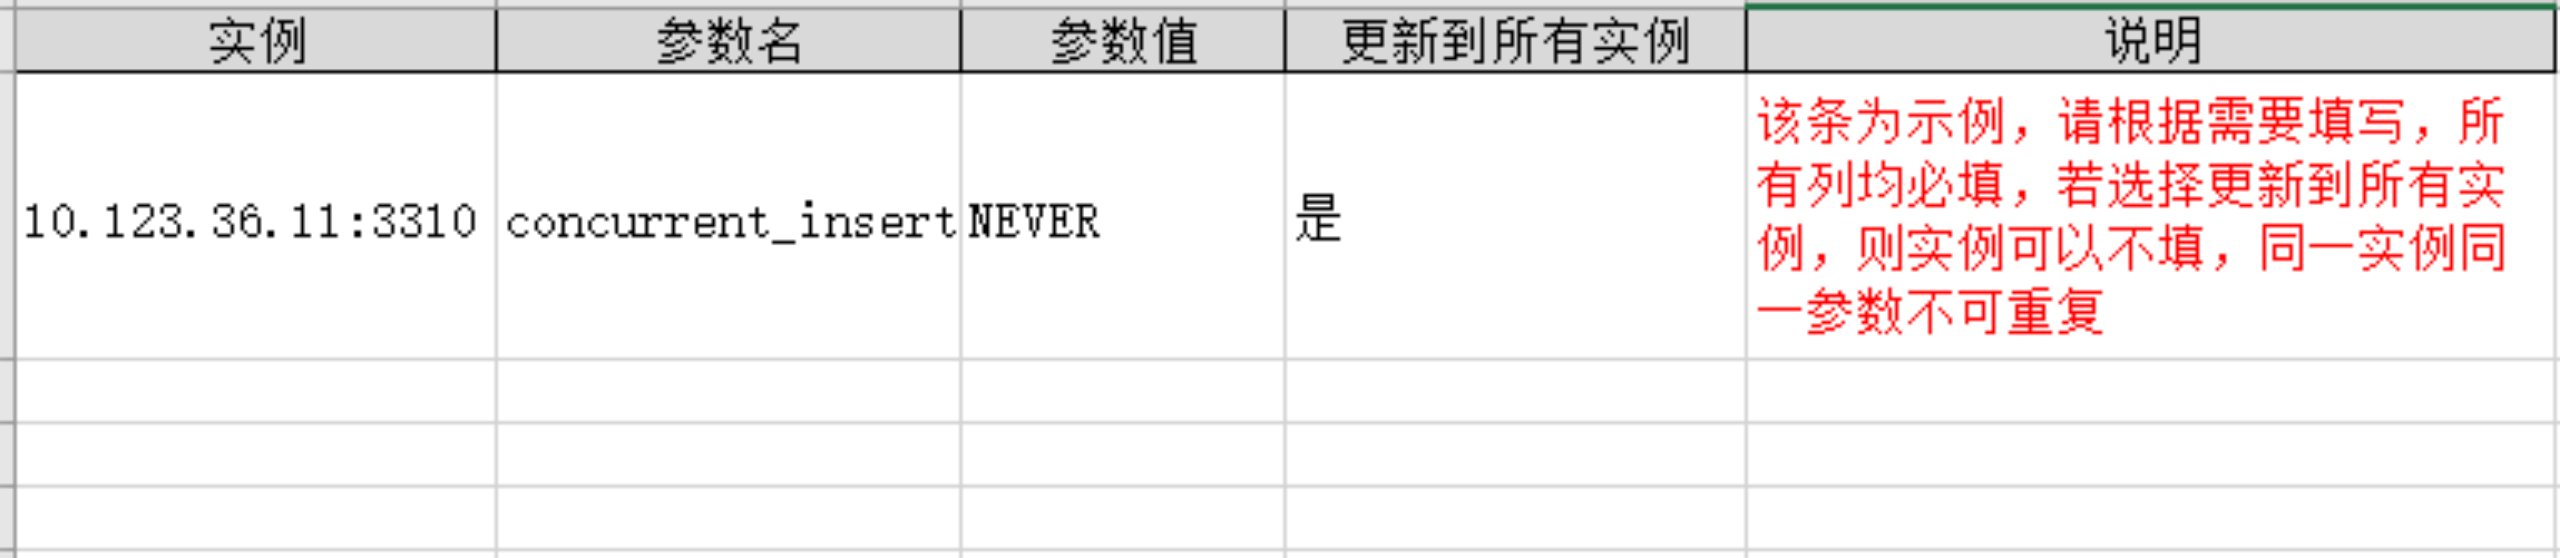 实例 参数名 参数值 更新到所有实例 说明
10.123.36.11:3310 concurrent_insert NEVER 是
该条为示例，请根据需要填写，所
有列均必填，若选择更新到所有实
例，则实例可以不填，同一实例同
一参数不可重复